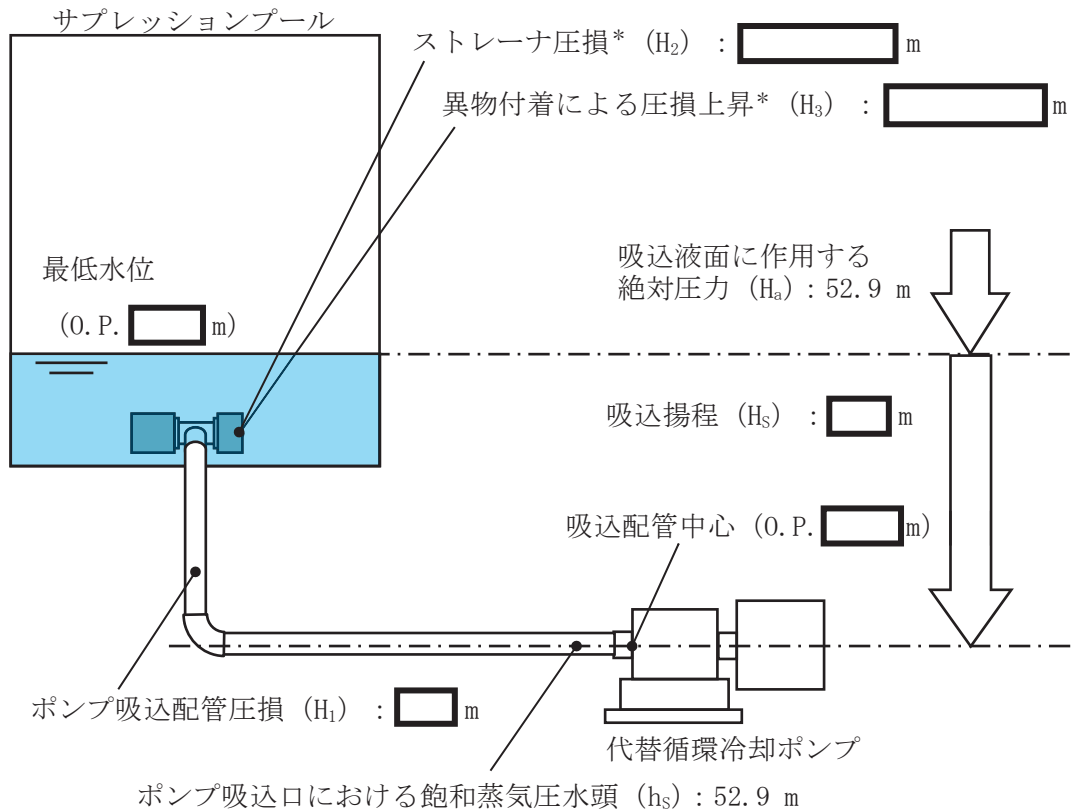 サプレッションプール
ストレーナ圧損* (H₂) : m
異物付着による圧損上昇* (H₃) : m
吸込液面に作用する
絶対圧力 (Hₐ) : 52.9 m
最低水位
(O.P. m)
吸込揚程 (Hₛ) : m
吸込配管中心 (O.P. m)
ポンプ吸込配管圧損 (H₁) : m
代替循環冷却ポンプ
ポンプ吸込口における飽和蒸気圧水頭 (hₛ) : 52.9 m